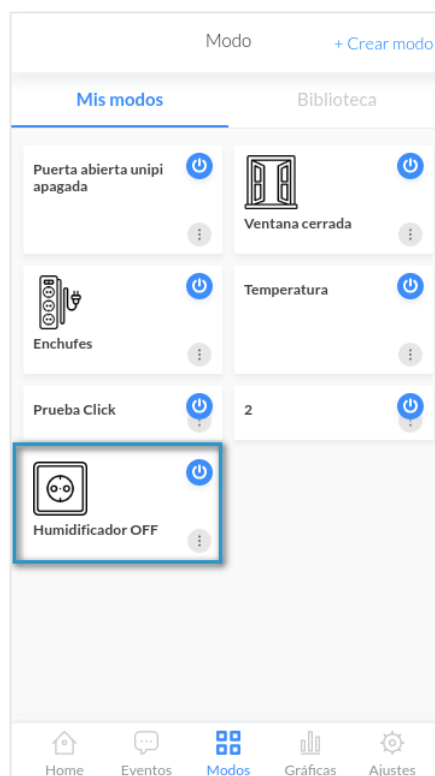 Modo
+ Crear modo
Mis modos
Biblioteca
Puerta abierta unipi
apagada
Ventana cerrada
Enchufes
Temperatura
Prueba Click
2
Humidificador OFF
Home
Eventos
Modos
Gráficas
Ajustes